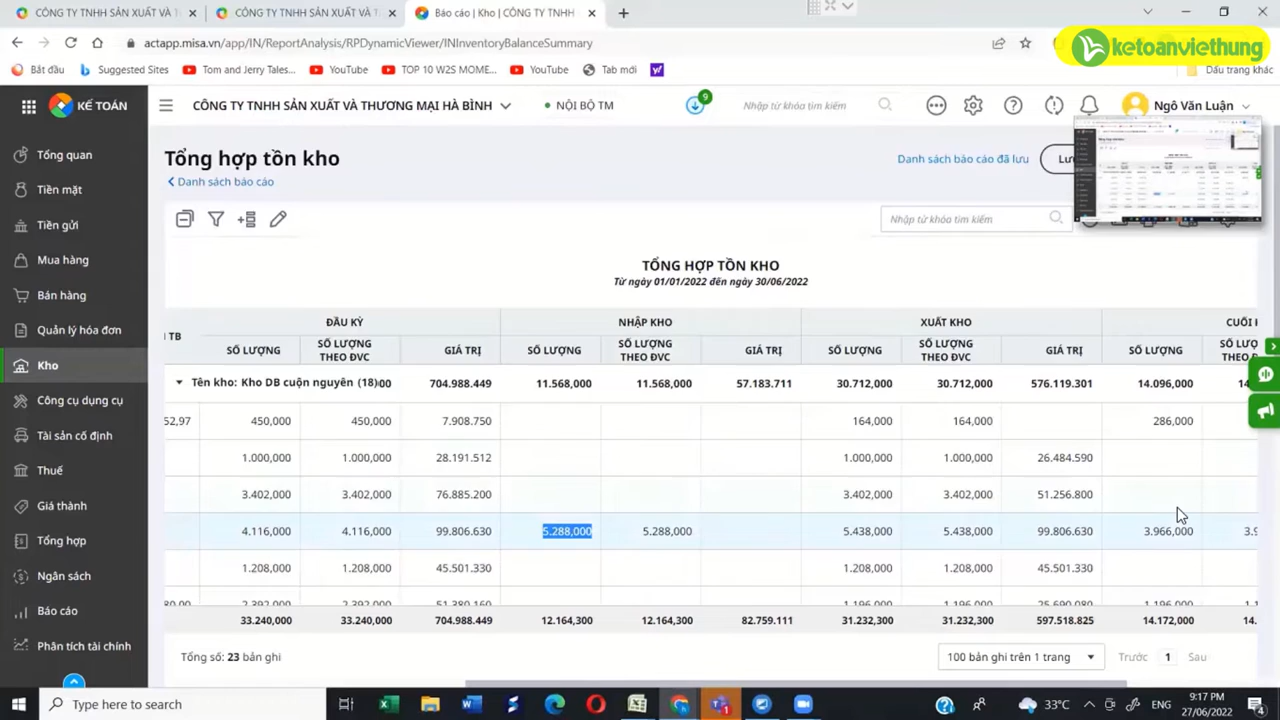 CÔNG TY TNHH SẢN XUẤT VÀ T
CÔNG TY TNHH SẢN XUẤT VÀ T
Báo cáo | Kho | CÔNG TY TNHH
actapp.misa.vn/app/IN/ReportAnalysis/RPDynamicViewer/INInventoryBalanceSummary
ketoanviethung
Bắt đầu Suggested Sites Tom and Jerry Tales... YouTube TOP 10 W2S MOME... YouTube Tab mới
Dấu trang khác
KẾ TOÁN
CÔNG TY TNHH SẢN XUẤT VÀ THƯƠNG MẠI HÀ BÌNH NỘI BỘ TM 9 Nhập từ khóa tìm kiếm Ngô Văn Luận
Tổng quan
Tiền mặt
Tiền gửi
Mua hàng
Bán hàng
Quản lý hóa đơn
Kho
Công cụ dụng cụ
Tài sản cố định
Thuế
Giá thành
Tổng hợp
Ngân sách
Báo cáo
Phân tích tài chính
Tổng hợp tồn kho
Danh sách báo cáo đã lưu
Danh sách báo cáo
Nhập từ khóa tìm kiếm
TỔNG HỢP TỒN KHO
Từ ngày 01/01/2022 đến ngày 30/06/2022
ĐẦU KỲ NHẬP KHO XUẤT KHO
TB SỐ LƯỢNG SỐ LƯỢNG THEO ĐVC GIÁ TRỊ SỐ LƯỢNG SỐ LƯỢNG THEO ĐVC GIÁ TRỊ SỐ LƯỢNG SỐ LƯỢNG THEO ĐVC GIÁ TRỊ SỐ LƯỢNG
Tên kho: Kho DB cuộn nguyên (18) 704.988.449 11.568,000 11.568,000 57.183.711 30.712,000 30.712,000 576.119.301 14.096,000
52,97 450,000 450,000 7.908.750 164,000 164,000 286,000
1.000,000 1.000,000 28.191.512 1.000,000 1.000,000 26.484.590
3.402,000 3.402,000 76.885.200 3.402,000 3.402,000 51.256.800
4.116,000 4.116,000 99.806.630 5.288,000 5.288,000 5.438,000 5.438,000 99.806.630 3.966,000
1.208,000 1.208,000 45.501.330 1.208,000 1.208,000 45.501.330
33.240,000 33.240,000 704.988.449 12.164,300 12.164,300 82.759.111 31.232,300 31.232,300 597.518.825 14.172,000
Tổng số: 23 bản ghi
100 bản ghi trên 1 trang Trước 1 Sau
Type here to search
33°C ENG 9:17 PM
27/06/2022 4